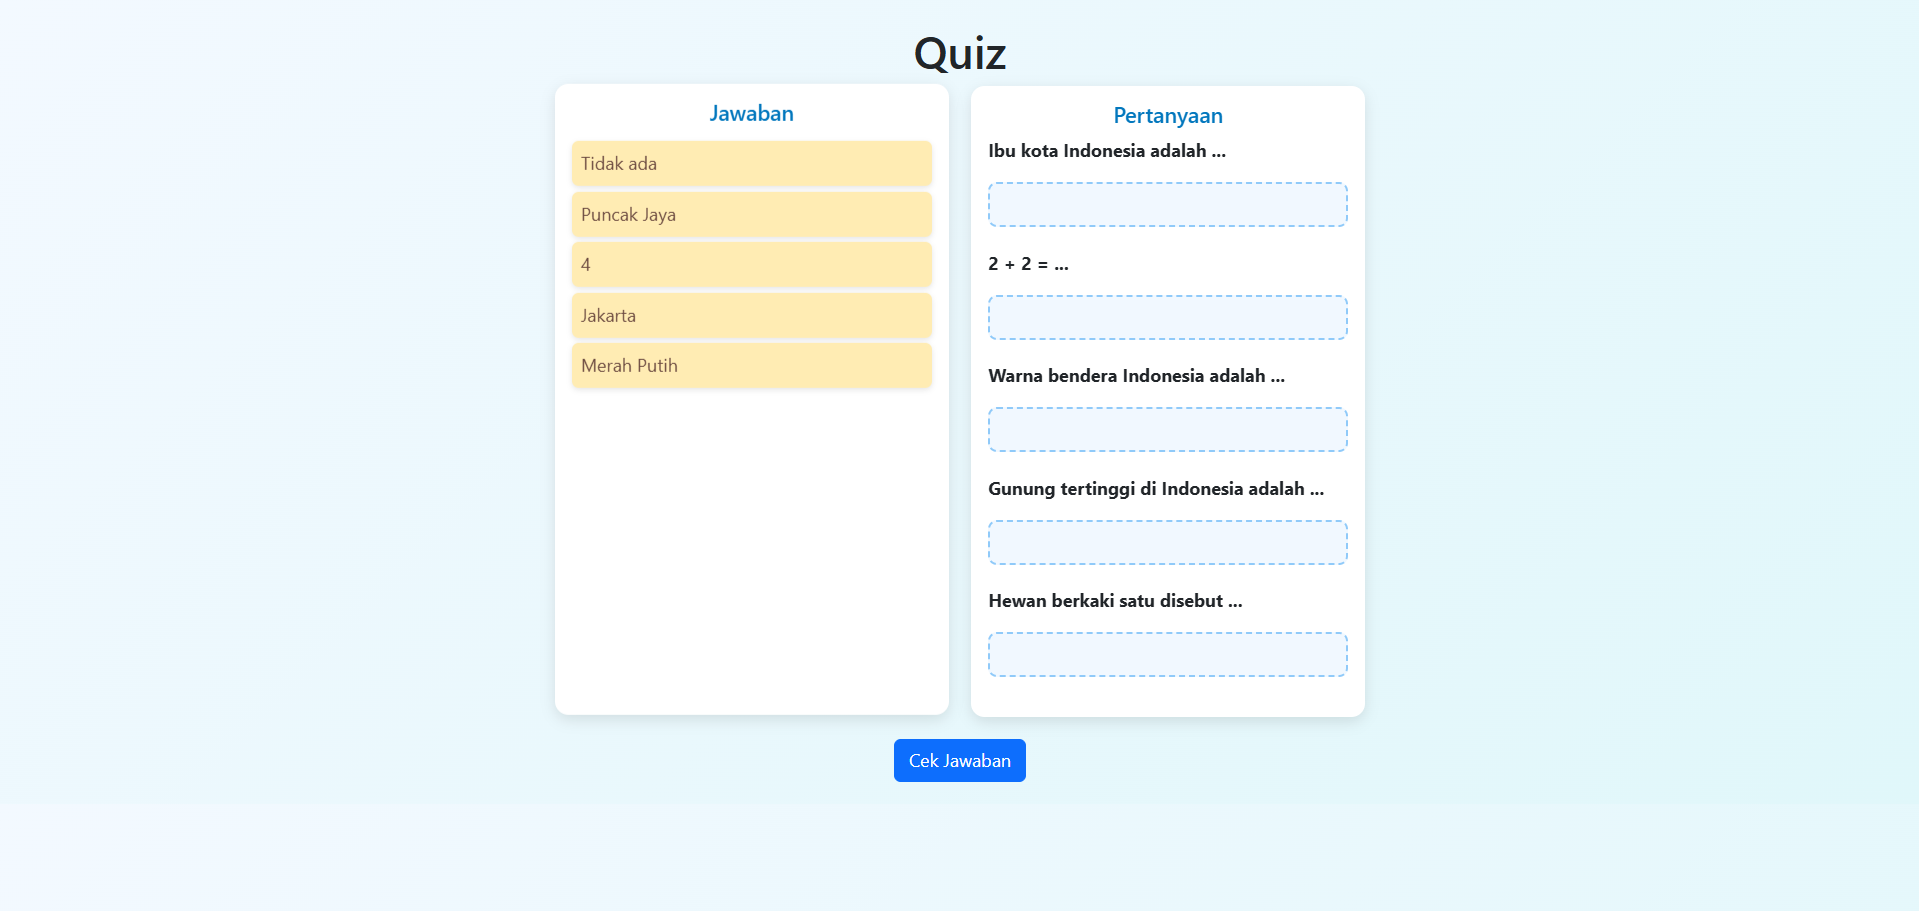 Quiz
Jawaban
Tidak ada
Puncak Jaya
4
Jakarta
Merah Putih
Pertanyaan
Ibu kota Indonesia adalah ...
2 + 2 = ...
Warna bendera Indonesia adalah ...
Gunung tertinggi di Indonesia adalah ...
Hewan berkaki satu disebut ...
Cek Jawaban